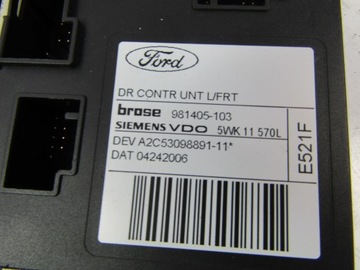 Ford
DR CONTR UNT L/FRT
brose 981405-103
SIEMENS VDO 5WK 11 570L
DEV A2C53098891-11*
DAT 04242006
E521F